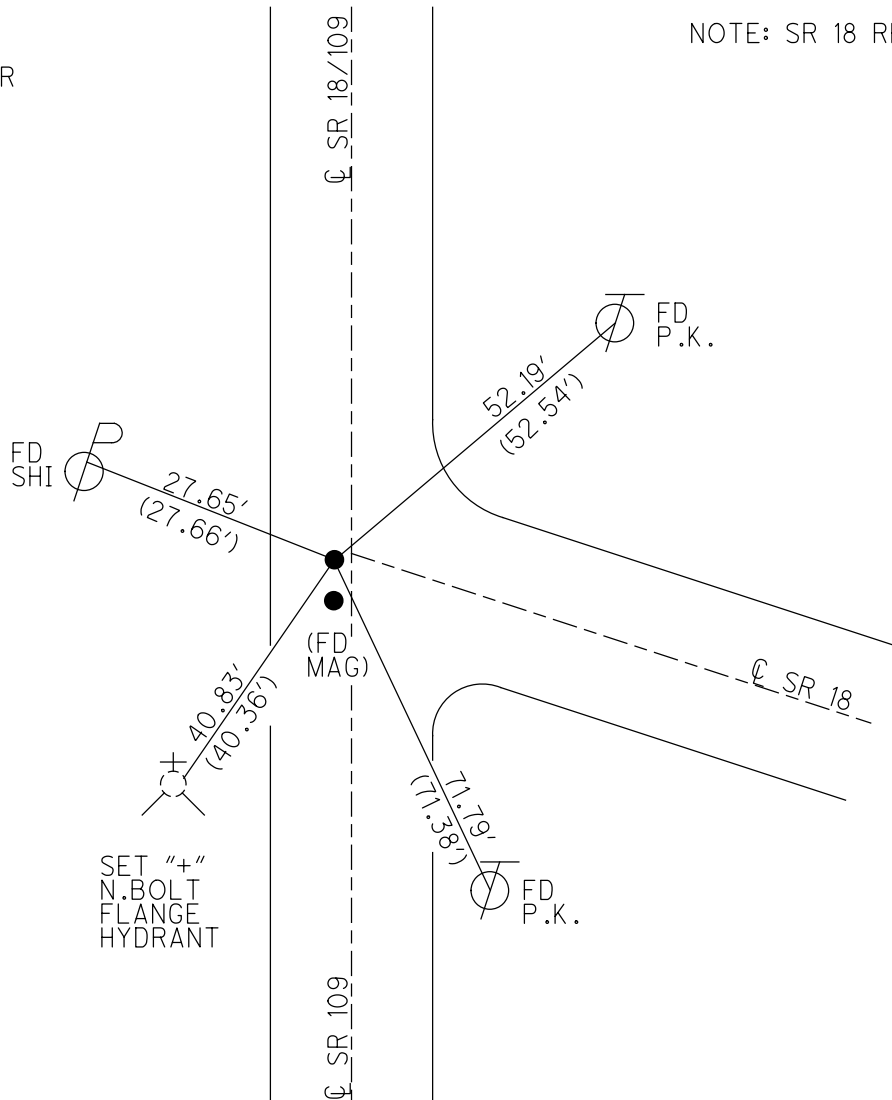 NOTE: SR 18
R
℄ SR 18/109
FD
P.K.
52.19'
(52.54')
FD
SHI
27.65'
(27.66')
(FD
MAG)
℄ SR 18
40.83'
(40.36')
71.79'
(71.38')
SET "+"
N.BOLT
FLANGE
HYDRANT
FD
P.K.
℄ SR 109